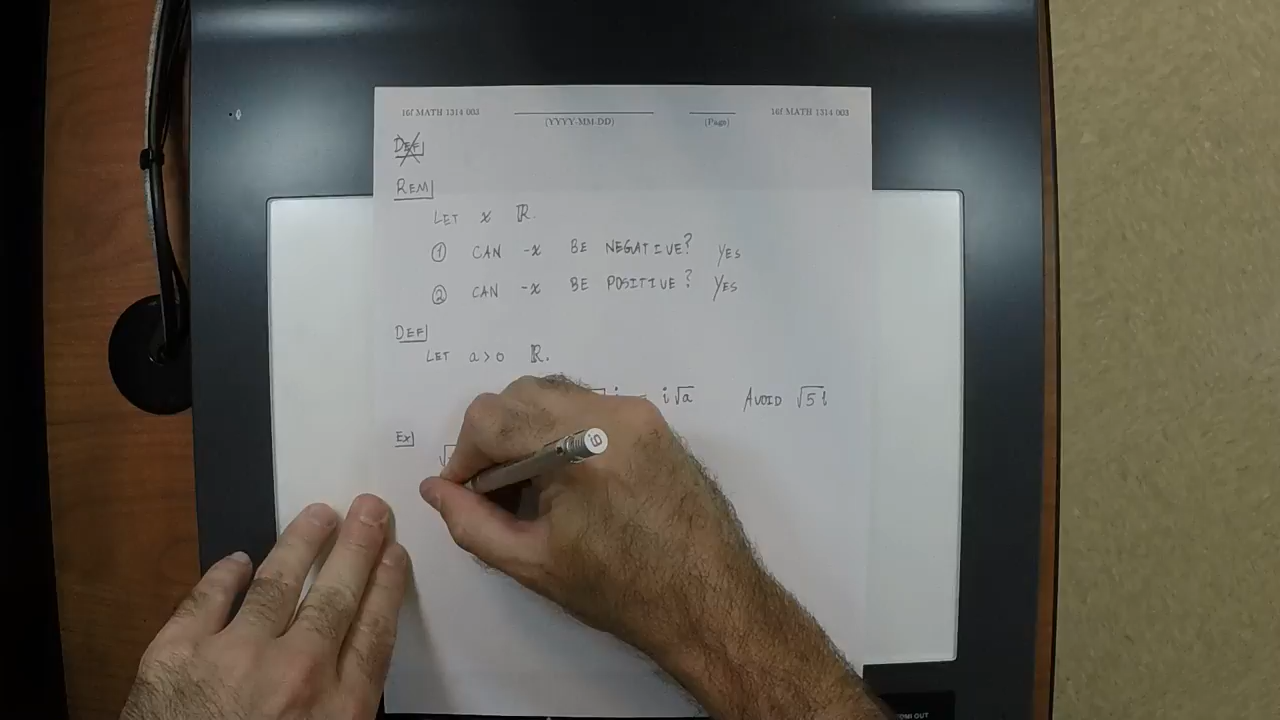 16f MATH 1314 003 (YYYY-MM-DD) (Page) 16f MATH 1314 003
DEF
REM
LET x ℝ.
① CAN -x BE NEGATIVE? YES
② CAN -x BE POSITIVE? YES
DEF
LET a > 0 ℝ.
i = i√a AVOID √5 i
Ex